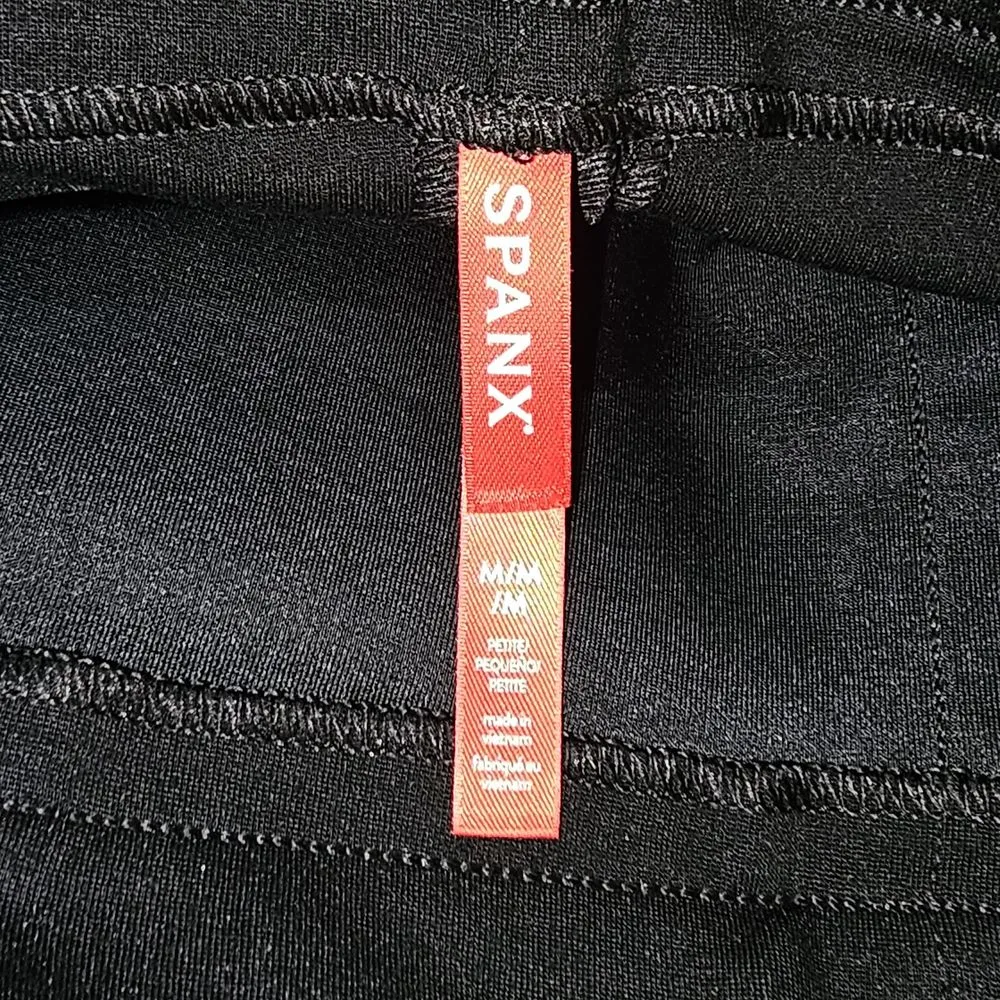 SPANX®
M/M
/M
PETITE/
PEQUEÑO/
PETITE
made in
vietnam
fabriqué au
vietnam